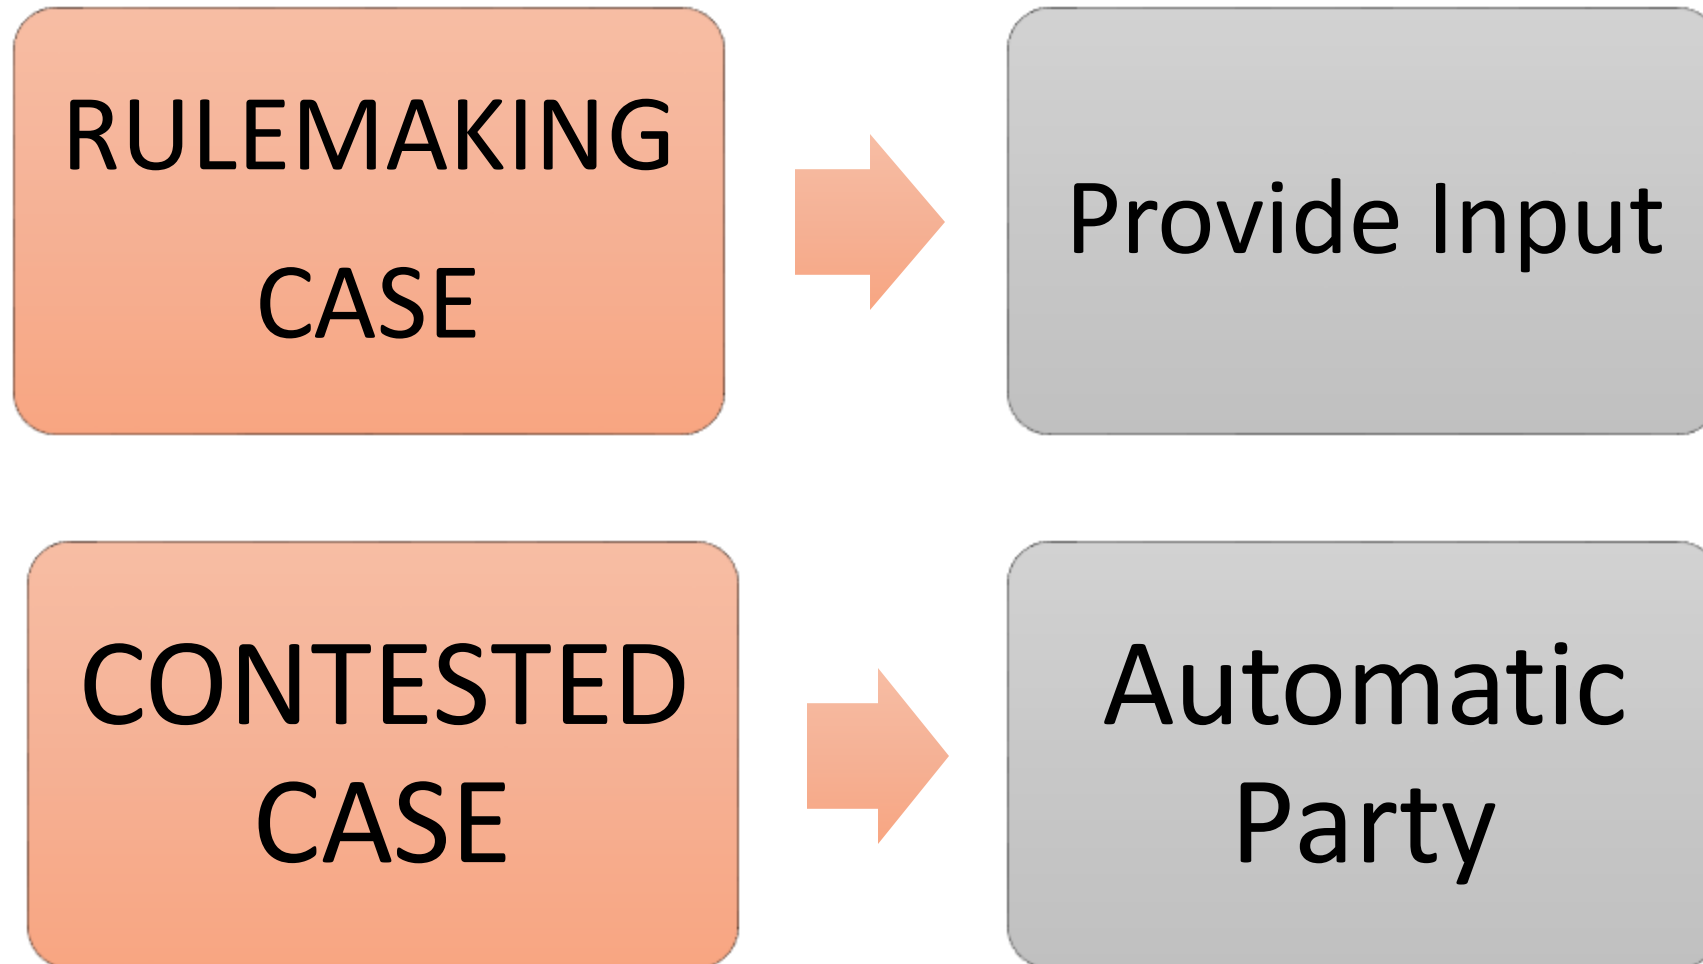 RULEMAKING
CASE
Provide Input
CONTESTED
CASE
Automatic
Party